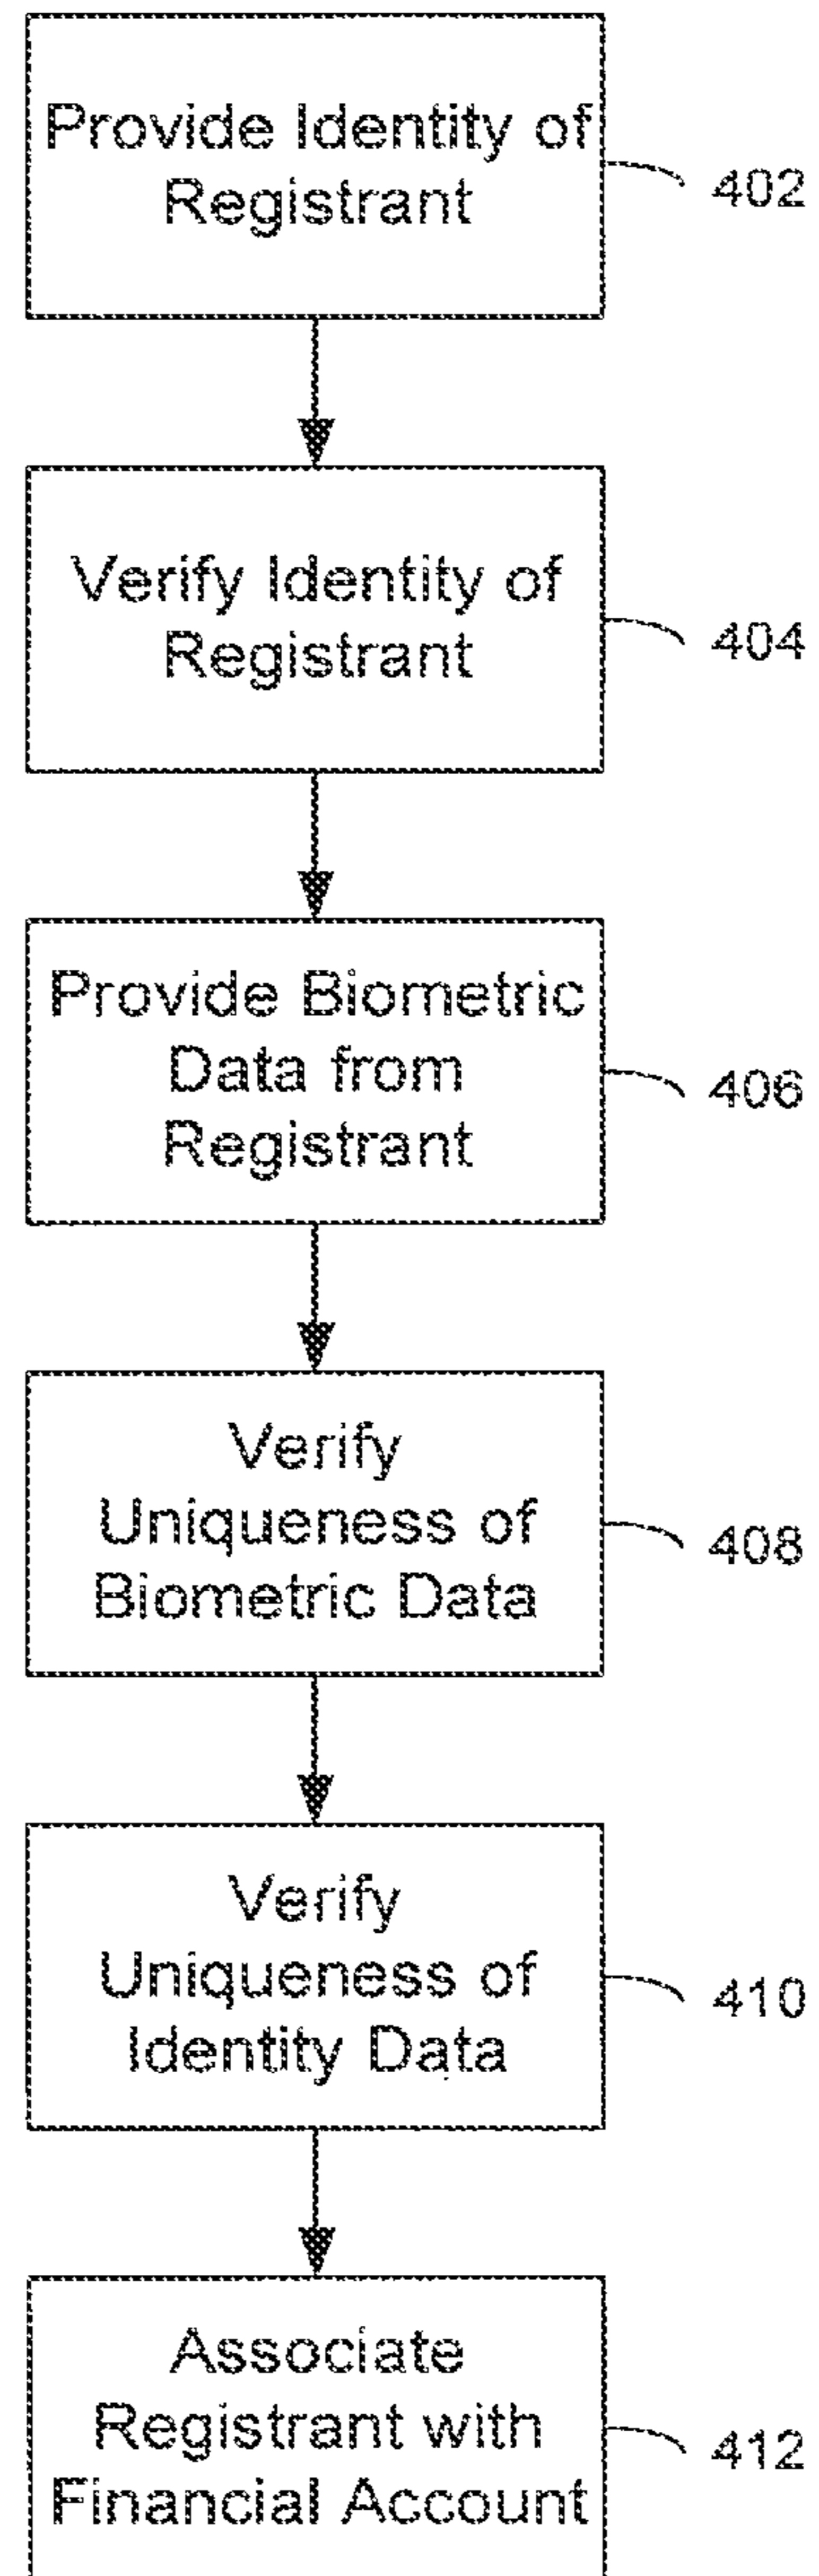 Provide Identity of
Registrant
402
Verify Identity of
Registrant
404
Provide Biometric
Data from
Registrant
406
Verify
Uniqueness of
Biometric Data
408
Verify
Uniqueness of
Identity Data
410
Associate
Registrant with
Financial Account
412